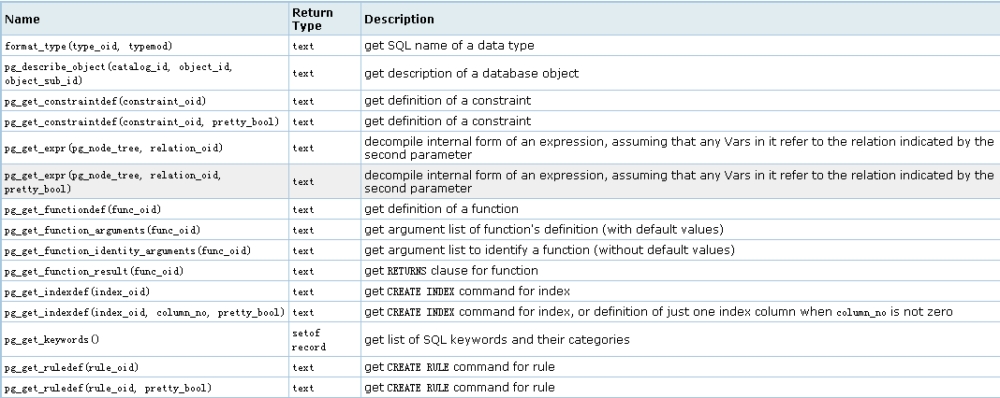 Name Return Type Description
format_type(type_oid, typemod) text get SQL name of a data type
pg_describe_object(catalog_id, object_id, object_sub_id) text get description of a database object
pg_get_constraintdef(constraint_oid) text get definition of a constraint
pg_get_constraintdef(constraint_oid, pretty_bool) text get definition of a constraint
pg_get_expr(pg_node_tree, relation_oid) text decompile internal form of an expression, assuming that any Vars in it refer to the relation indicated by the second parameter
pg_get_expr(pg_node_tree, relation_oid, pretty_bool) text decompile internal form of an expression, assuming that any Vars in it refer to the relation indicated by the second parameter
pg_get_functiondef(func_oid) text get definition of a function
pg_get_function_arguments(func_oid) text get argument list of function's definition (with default values)
pg_get_function_identity_arguments(func_oid) text get argument list to identify a function (without default values)
pg_get_function_result(func_oid) text get RETURNS clause for function
pg_get_indexdef(index_oid) text get CREATE INDEX command for index
pg_get_indexdef(index_oid, column_no, pretty_bool) text get CREATE INDEX command for index, or definition of just one index column when column_no is not zero
pg_get_keywords() setof record get list of SQL keywords and their categories
pg_get_ruledef(rule_oid) text get CREATE RULE command for rule
pg_get_ruledef(rule_oid, pretty_bool) text get CREATE RULE command for rule